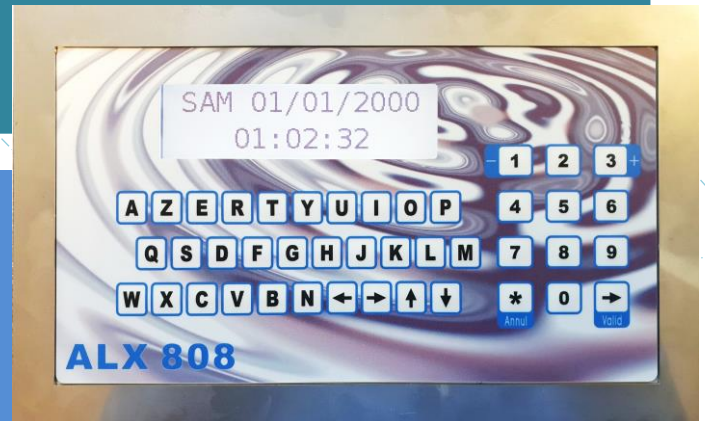 SAM 01/01/2000
01:02:32
- 1 2 3 +
A Z E R T Y U I O P 4 5 6
Q S D F G H J K L M 7 8 9
W X C V B N ← → ↑ ↓ * 0 →
Annul Valid
ALX 808